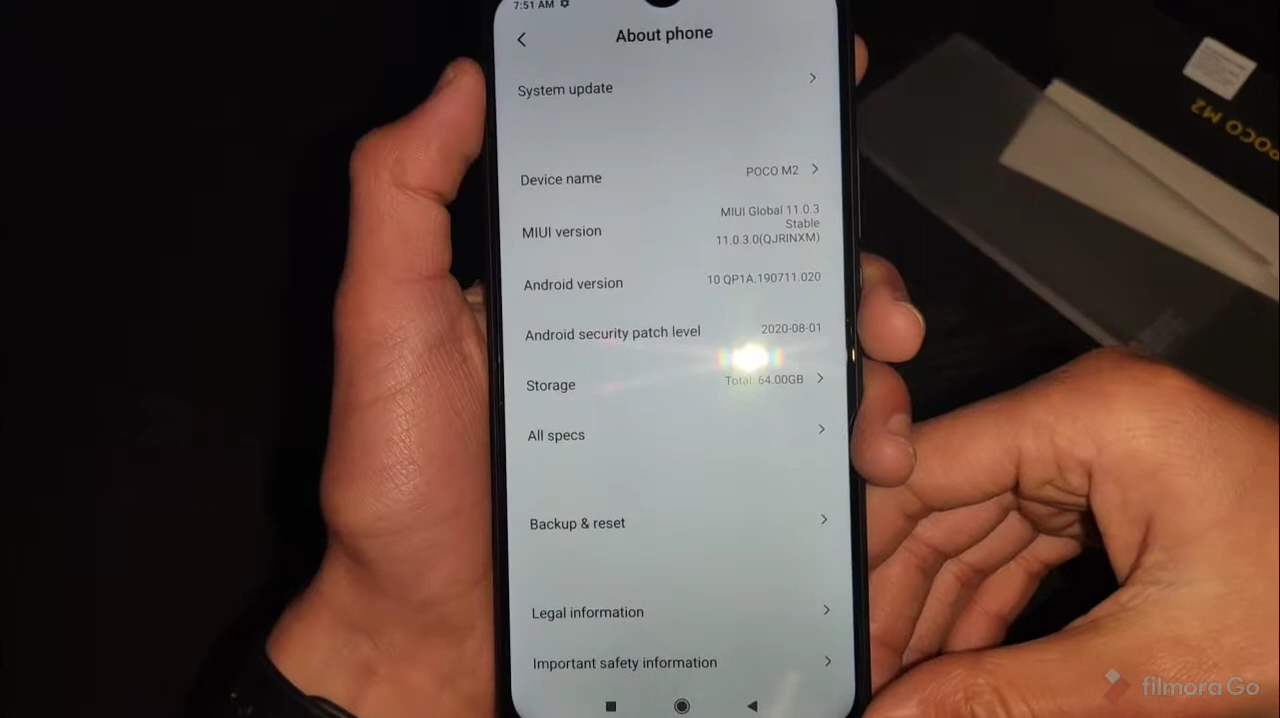 7:51 AM
About phone
System update
Device name
POCO M2
MIUI version
MIUI Global 11.0.3
Stable
11.0.3.0(QJRINXM)
Android version
10 QP1A.190711.020
Android security patch level
2020-08-01
Storage
Total: 64.00GB
All specs
Backup & reset
Legal information
Important safety information
POCO M2
filmora Go